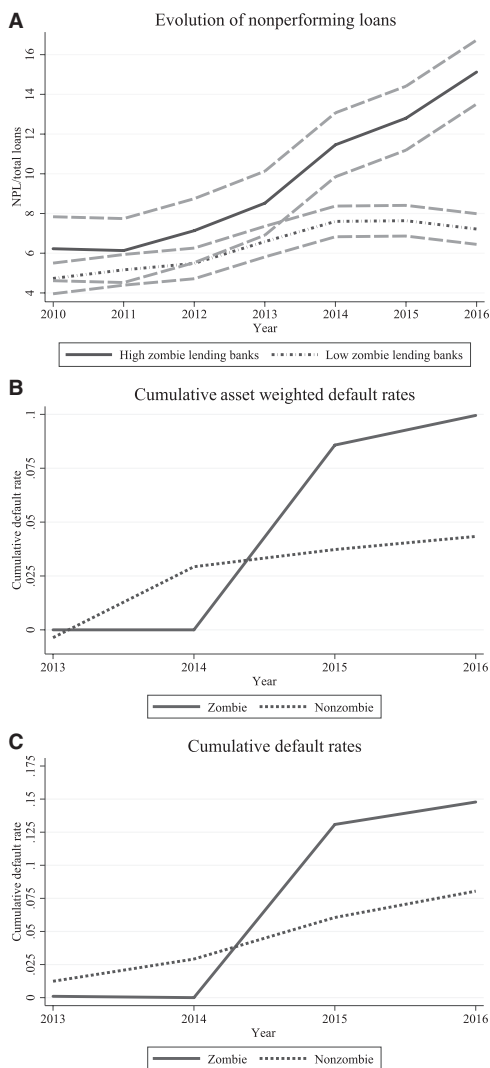 A
Evolution of nonperforming loans
NPL/total loans
16
14
12
10
8
6
4
2010 2011 2012 2013 2014 2015 2016
Year
High zombie lending banks Low zombie lending banks
B
Cumulative asset weighted default rates
Cumulative default rate
.1
.075
.05
.025
0
2013 2014 2015 2016
Year
Zombie Nonzombie
C
Cumulative default rates
Cumulative default rate
.175
.15
.125
.1
.075
.05
.025
0
2013 2014 2015 2016
Year
Zombie Nonzombie